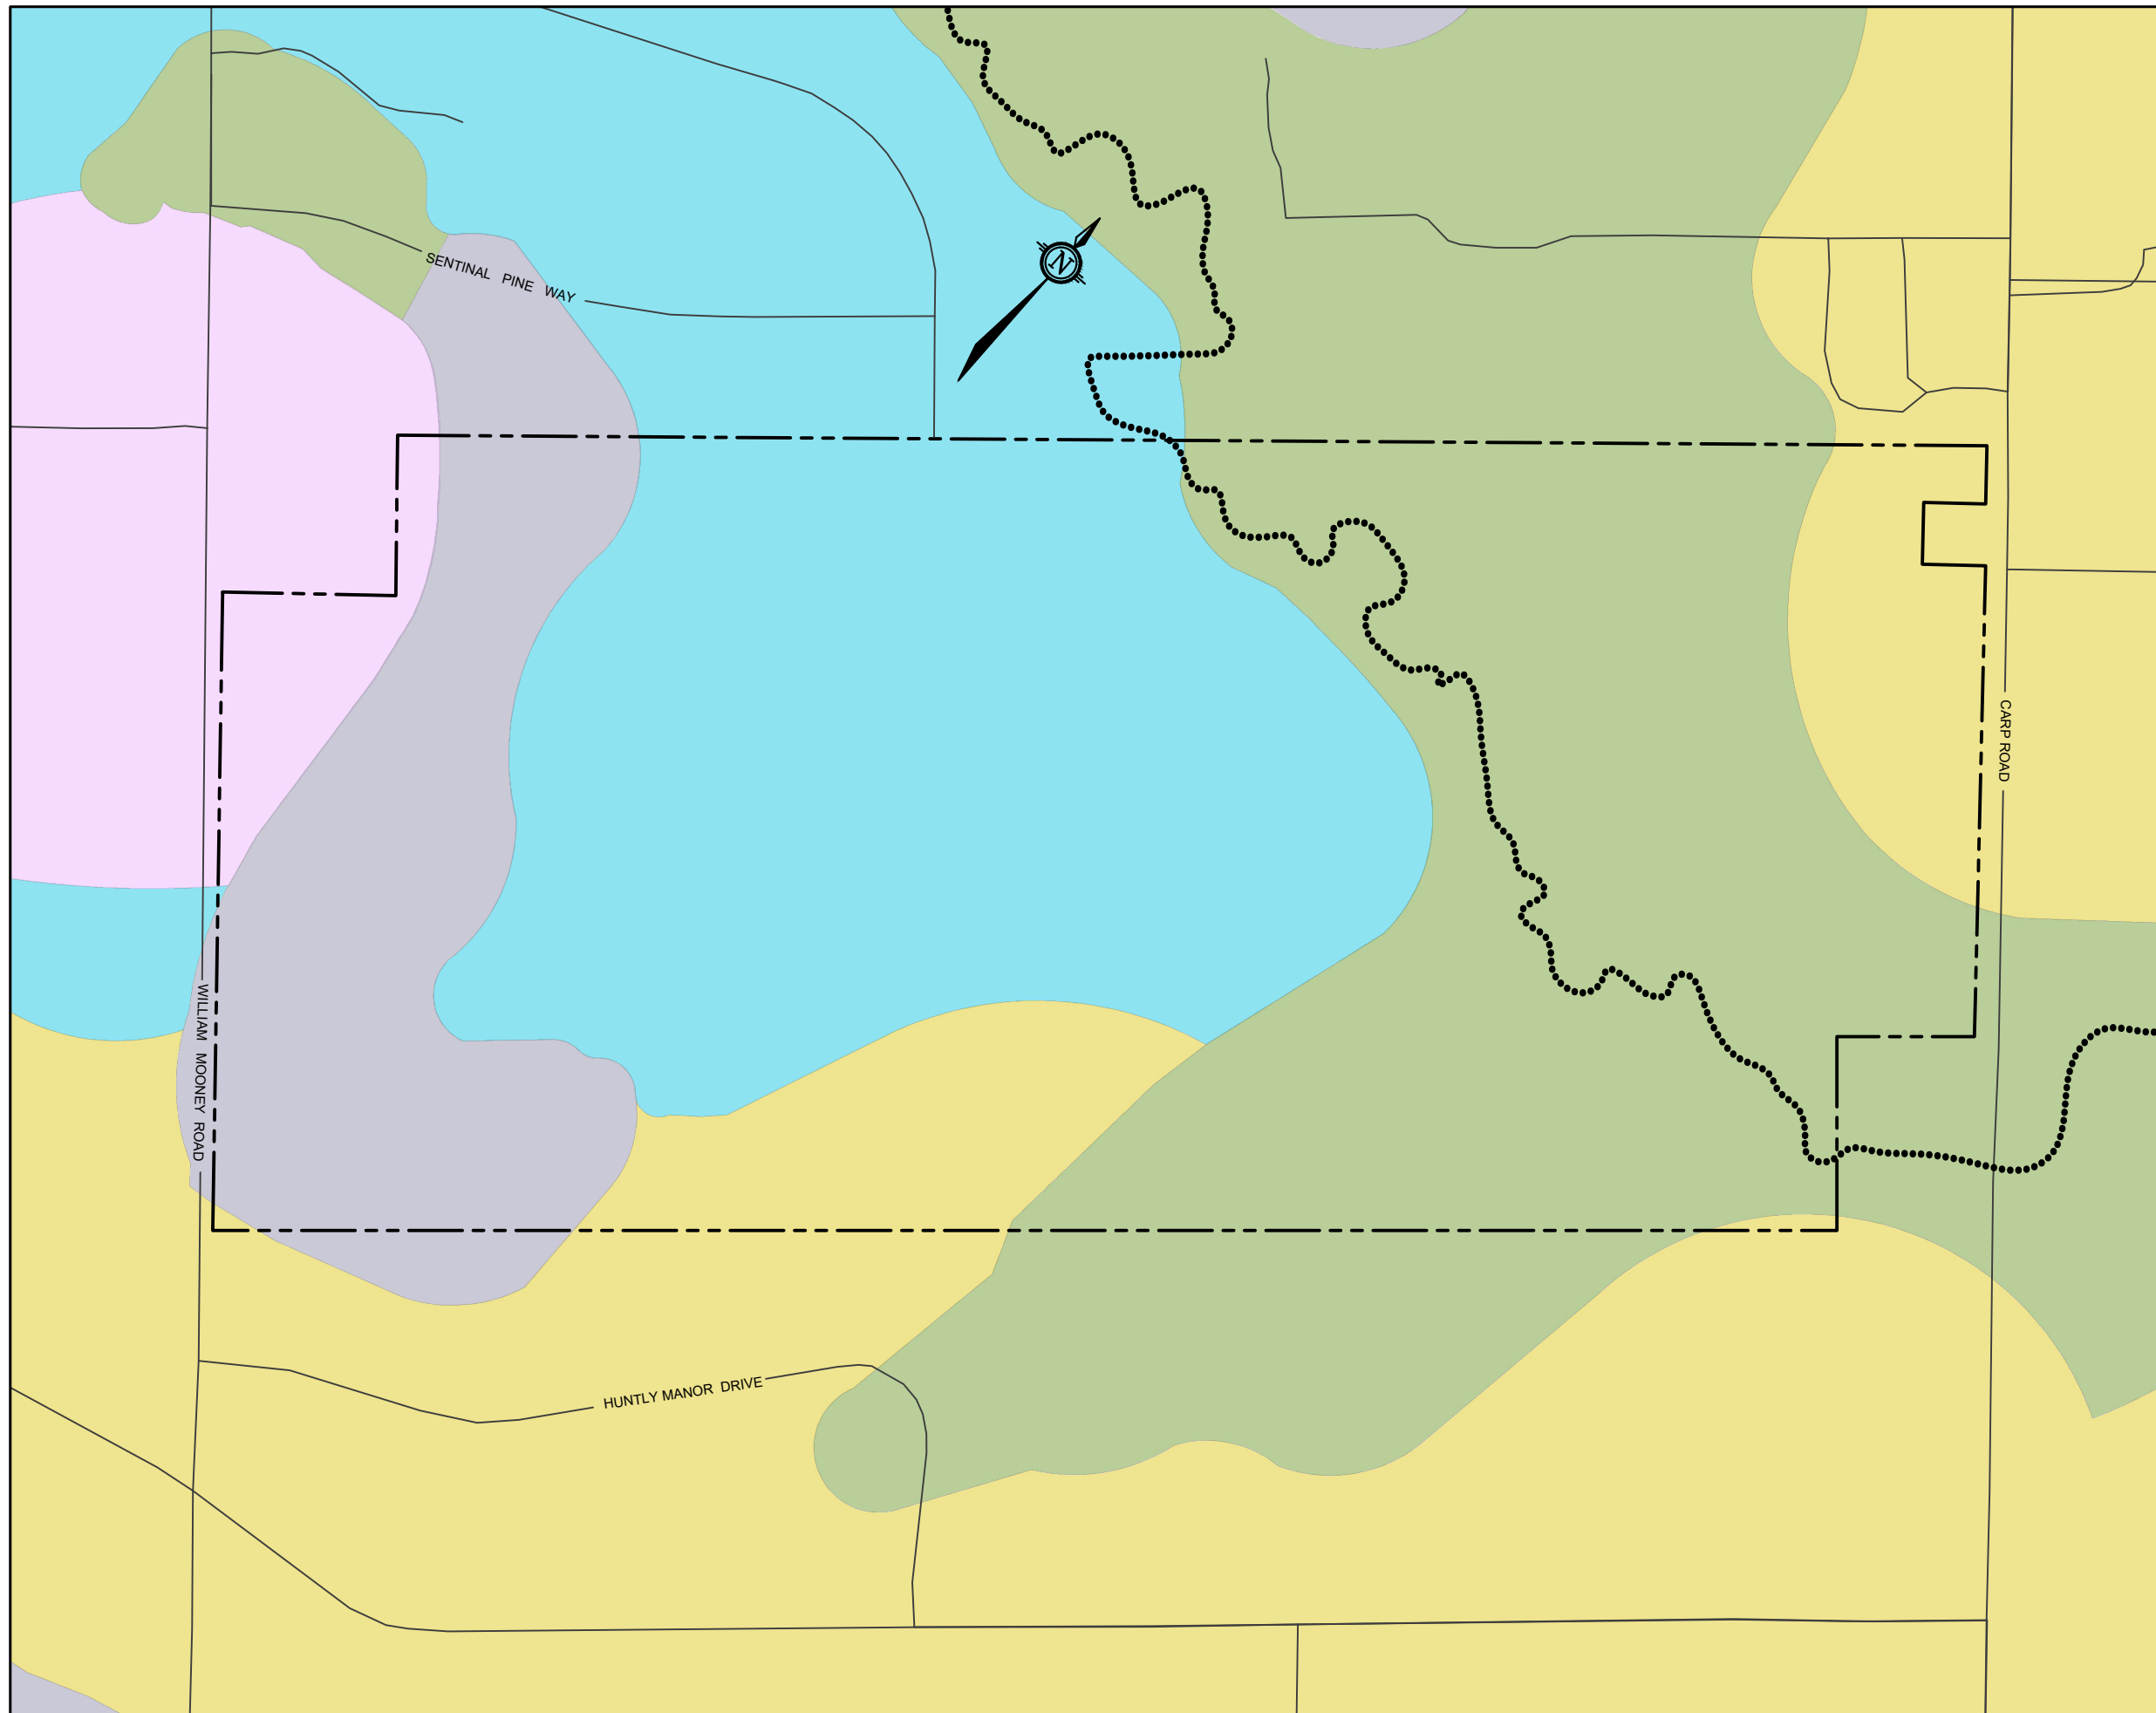 SENTINAL PINE WAY
N
CARP ROAD
WILLIAM MOONEY ROAD
HUNTLY MANOR DRIVE